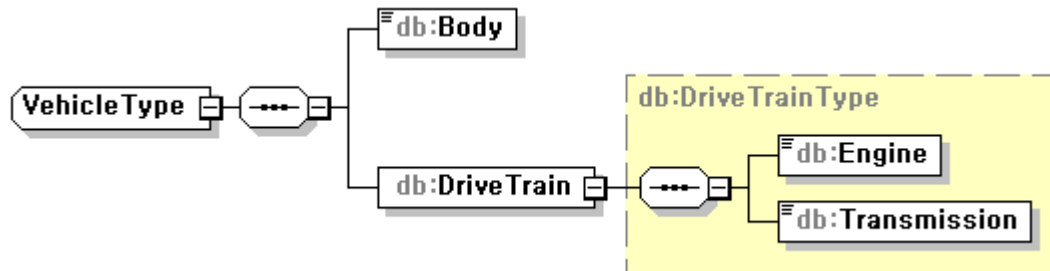 db:Body
VehicleType
db:DriveTrainType
db:Engine
db:DriveTrain
db:Transmission